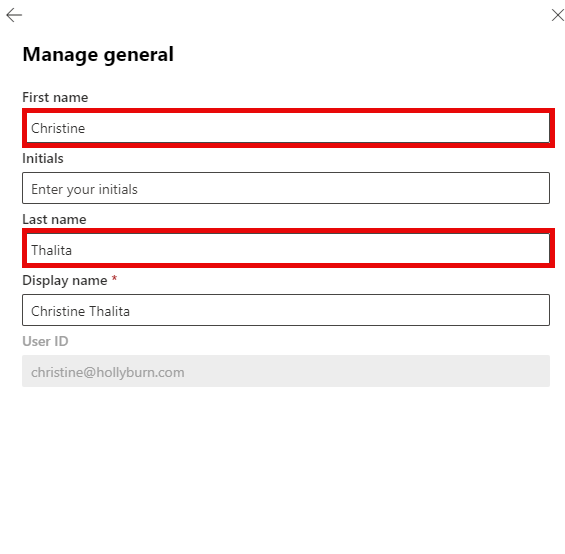 Manage general
First name
Christine
Initials
Enter your initials
Last name
Thalita
Display name *
Christine Thalita
User ID
christine@hollyburn.com